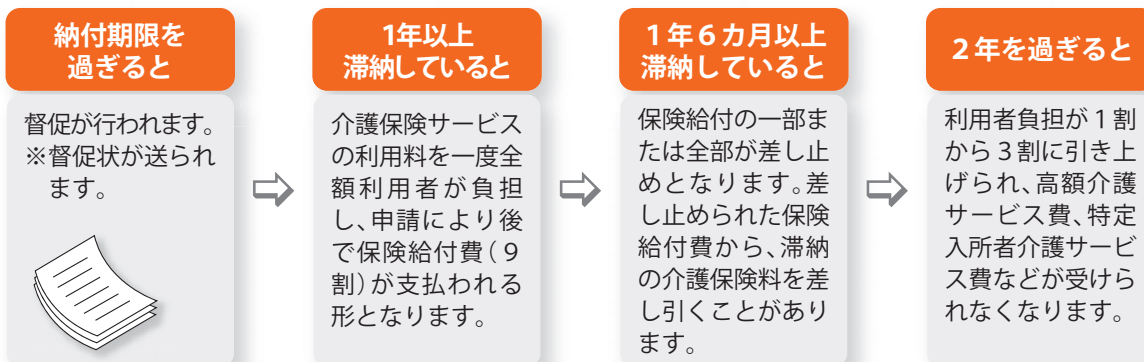 納付期限を
過ぎると
督促が行われます。
※督促状が送られ
ます。
1年以上
滞納していると
介護保険サービス
の利用料を一度全
額利用者が負担
し、申請により後
で保険給付費（９
割）が支払われる
形となります。
１年６カ月以上
滞納していると
保険給付の一部ま
たは全部が差し止
めとなります。差
し止められた保険
給付費から、滞納
の介護保険料を差
し引くことがあり
ます。
２年を過ぎると
利用者負担が１割
から３割に引き上
げられ、高額介護
サービス費、特定
入所者介護サービ
ス費などが受けら
れなくなります。